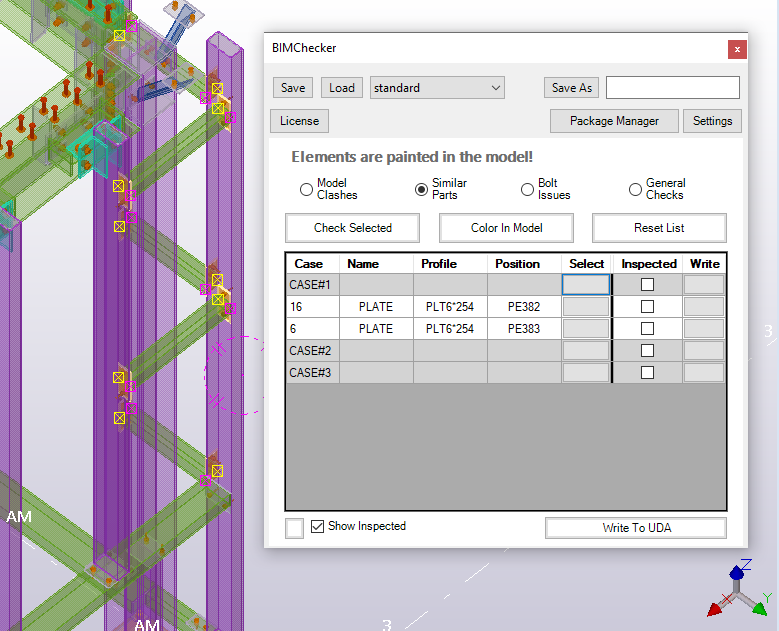 BIMChecker
x
Save
Load
standard
Save As
License
Package Manager
Settings
Elements are painted in the model!
Model Clashes
Similar Parts
Bolt Issues
General Checks
Check Selected
Color In Model
Reset List
Case Name Profile Position Select Inspected Write
CASE#1
16 PLATE PLT6*254 PE382
6 PLATE PLT6*254 PE383
CASE#2
CASE#3
Show Inspected
Write To UDA
3
AM
AM
3
Z
X
Y